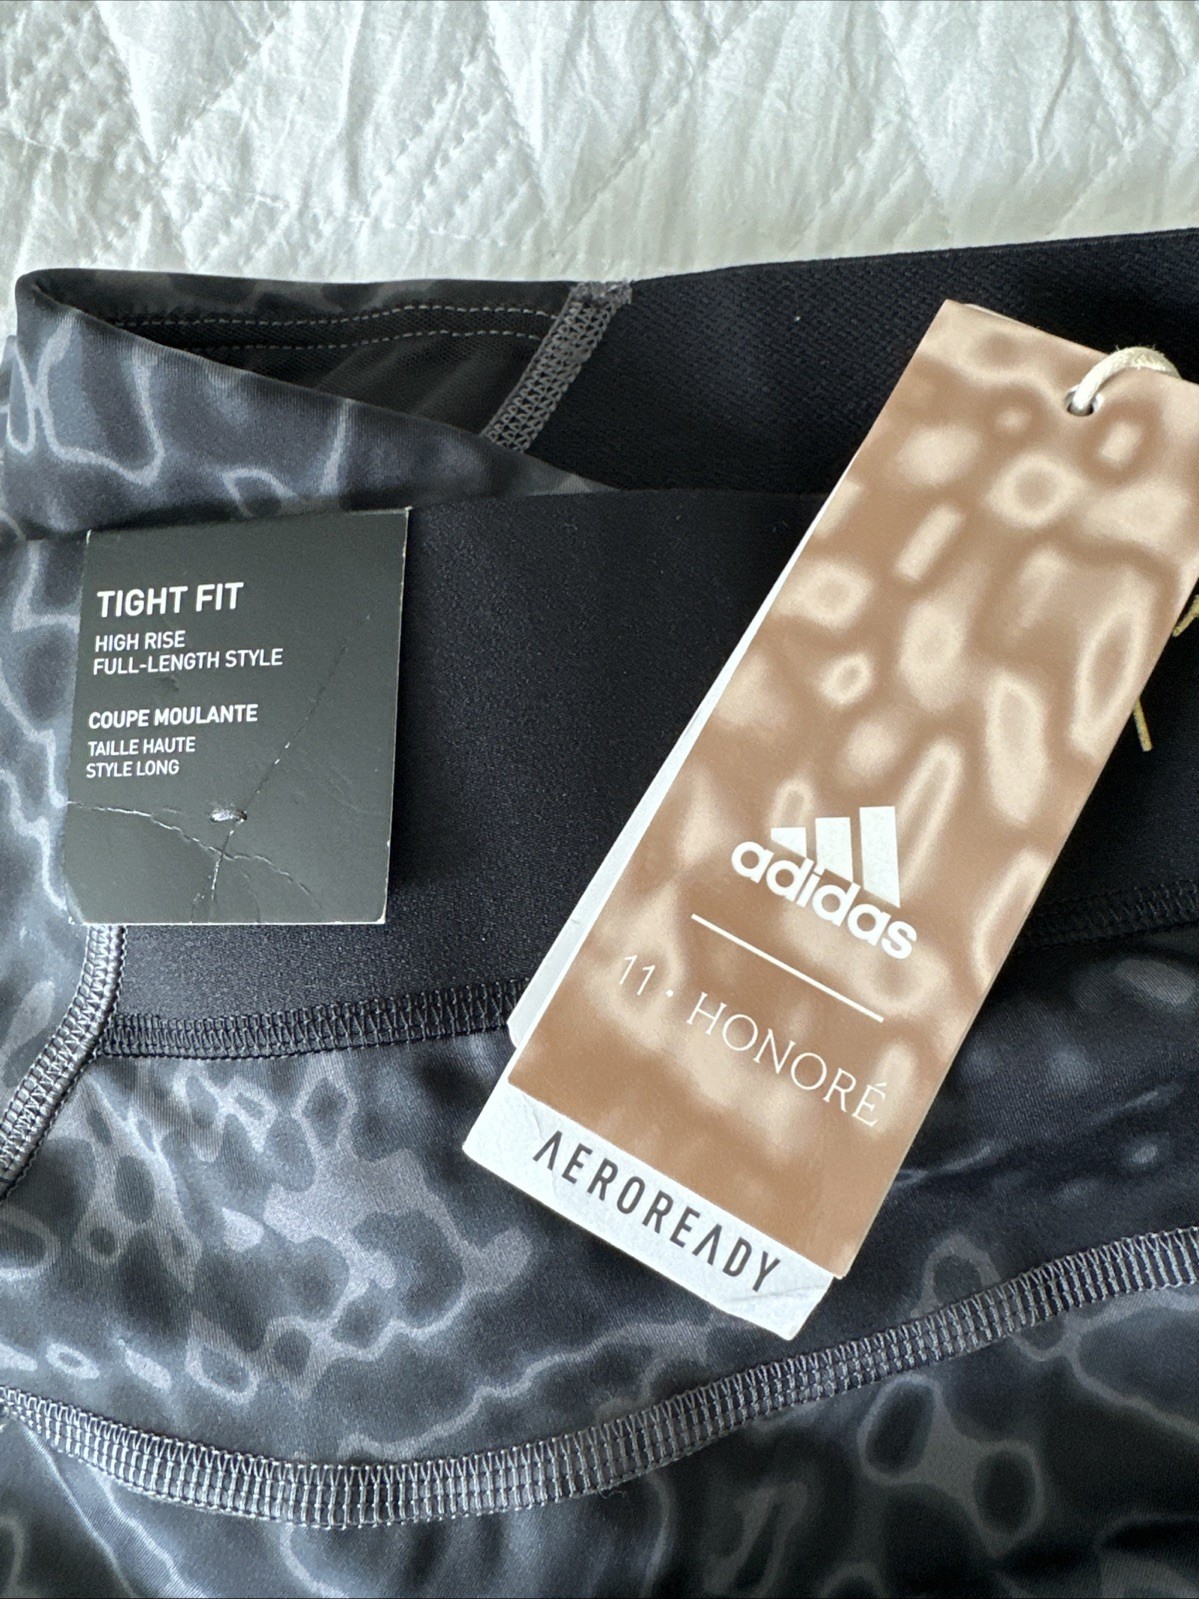 TIGHT FIT
HIGH RISE
FULL-LENGTH STYLE
COUPE MOULANTE
TAILLE HAUTE
STYLE LONG
adidas
11 · HONORÉ
AEROREADY